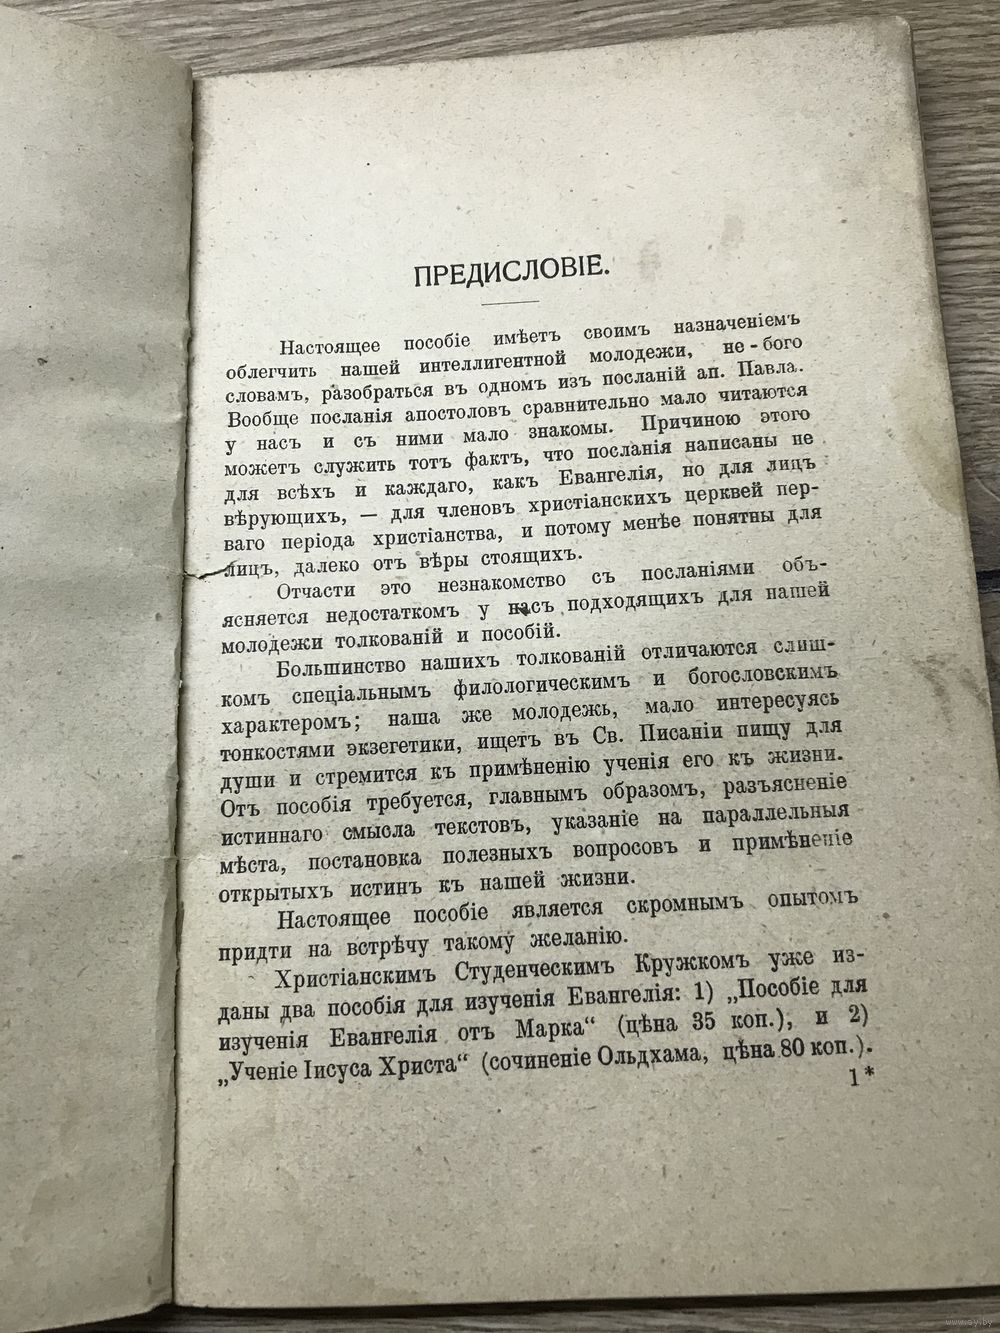 ПРЕДИСЛОВІЕ.
Настоящее пособіе имѣетъ своимъ назначеніемъ
облегчить нашей интеллигентной молодежи, не-бого
словамъ, разобраться въ одномъ изъ посланій ап. Павла.
Вообще посланія апостоловъ сравнительно мало читаются
у насъ и съ ними мало знакомы. Причиною этого
можетъ служить тотъ фактъ, что посланія написаны не
для всѣхъ и каждаго, какъ Евангелія, но для лицъ
вѣрующихъ, — для членовъ христіанскихъ церквей пер-
ваго періода христіанства, и потому менѣе понятны для
лицъ, далеко отъ вѣры стоящихъ.
Отчасти это незнакомство съ посланіями объ-
ясняется недостаткомъ у насъ подходящихъ для нашей
молодежи толкованій и пособій.
Большинство нашихъ толкованій отличаются слиш-
комъ спеціальнымъ филологическимъ и богословскимъ
характеромъ; наша же молодежь, мало интересуясь
тонкостями экзегетики, ищетъ въ Св. Писаніи пищу для
души и стремится къ примѣненію ученія его къ жизни.
Отъ пособія требуется, главнымъ образомъ, разъясненіе
истиннаго смысла текстовъ, указаніе на параллельныя
мѣста, постановка полезныхъ вопросовъ и примѣненіе
открытыхъ истинъ къ нашей жизни.
Настоящее пособіе является скромнымъ опытомъ
придти на встрѣчу такому желанію.
Христіанскимъ Студенческимъ Кружкомъ уже из-
даны два пособія для изученія Евангелія: 1) „Пособіе для
изученія Евангелія отъ Марка“ (цѣна 35 коп.), и 2)
„Ученіе Іисуса Христа“ (сочиненіе Ольдхама, цѣна 80 коп.).
1*
www.ay.by